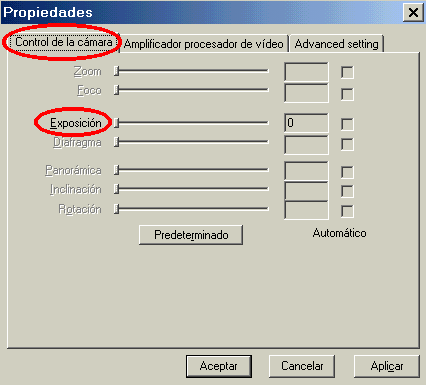 Propiedades
Control de la cámara
Amplificador procesador de vídeo
Advanced setting
Zoom
Foco
Exposición 0
Diafragma
Panorámica
Inclinación
Rotación
Predeterminado Automático
Aceptar Cancelar Aplicar